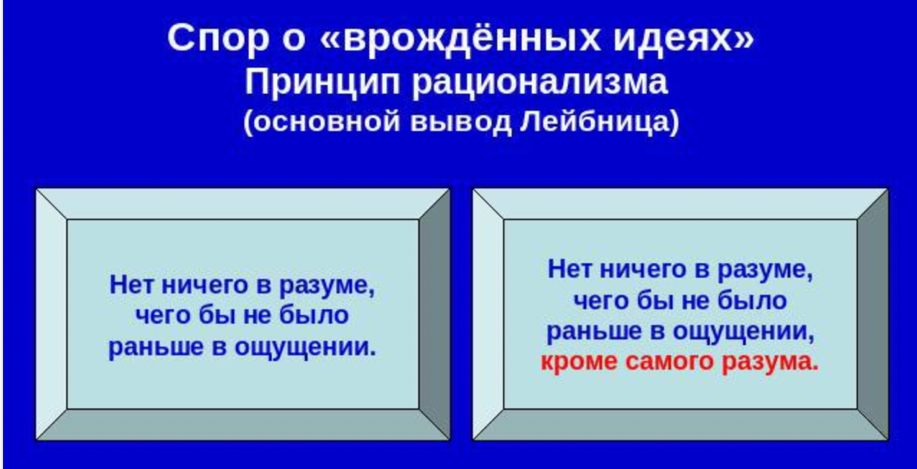 Спор о «врождённых идеях»
Принцип рационализма
(основной вывод Лейбница)
Нет ничего в разуме,
чего бы не было
раньше в ощущении.
Нет ничего в разуме,
чего бы не было
раньше в ощущении,
кроме самого разума.